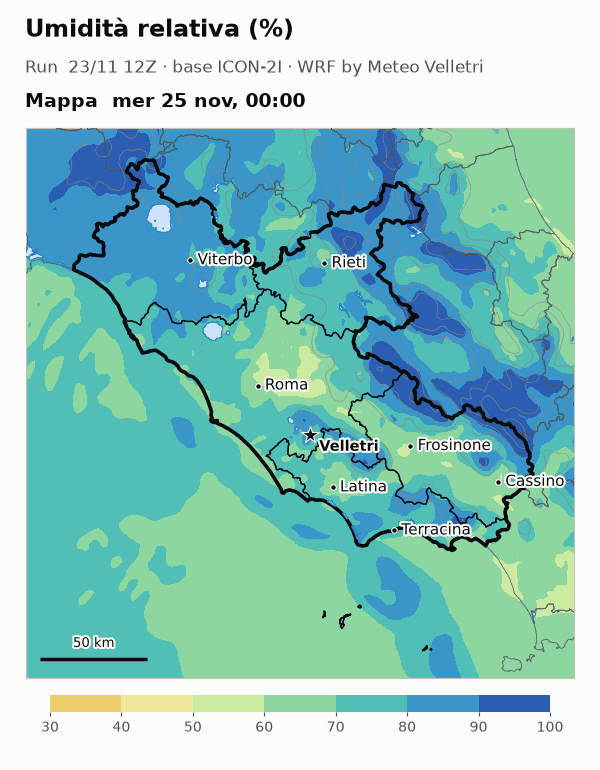 Umidità relativa (%)
Run  23/11 12Z · base ICON-2I · WRF by Meteo Velletri
Mappa  mer 25 nov, 00:00
Viterbo
Rieti
Roma
Velletri
Frosinone
Latina
Cassino
Terracina
50 km
30 40 50 60 70 80 90 100